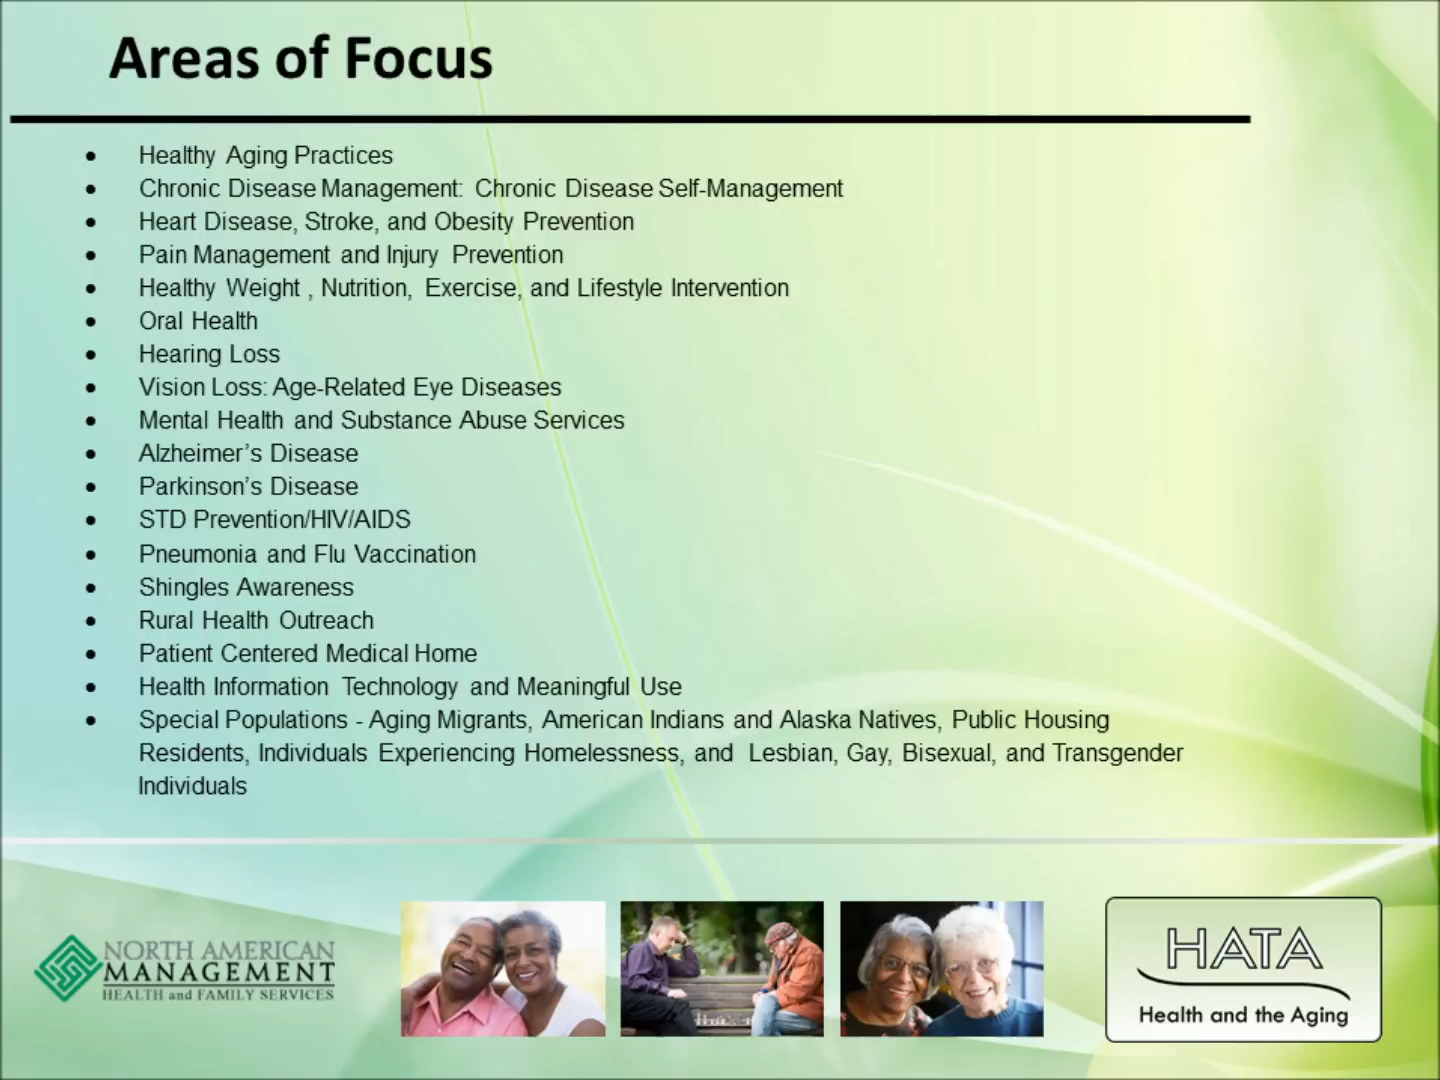 Areas of Focus
• Healthy Aging Practices
• Chronic Disease Management: Chronic Disease Self-Management
• Heart Disease, Stroke, and Obesity Prevention
• Pain Management and Injury Prevention
• Healthy Weight , Nutrition, Exercise, and Lifestyle Intervention
• Oral Health
• Hearing Loss
• Vision Loss: Age-Related Eye Diseases
• Mental Health and Substance Abuse Services
• Alzheimer’s Disease
• Parkinson’s Disease
• STD Prevention/HIV/AIDS
• Pneumonia and Flu Vaccination
• Shingles Awareness
• Rural Health Outreach
• Patient Centered Medical Home
• Health Information Technology and Meaningful Use
• Special Populations - Aging Migrants, American Indians and Alaska Natives, Public Housing
Residents, Individuals Experiencing Homelessness, and Lesbian, Gay, Bisexual, and Transgender
Individuals
NORTH AMERICAN
MANAGEMENT
HEALTH and FAMILY SERVICES
HATA
Health and the Aging